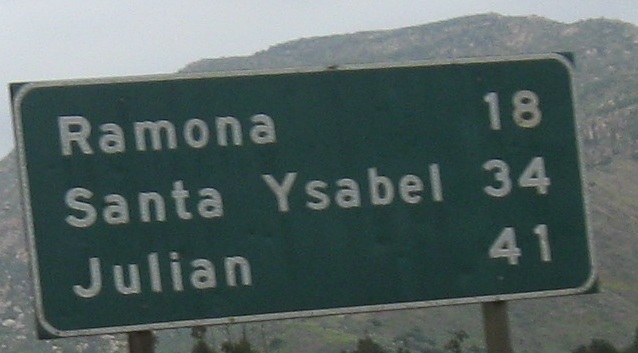 Ramona 18
Santa Ysabel 34
Julian 41